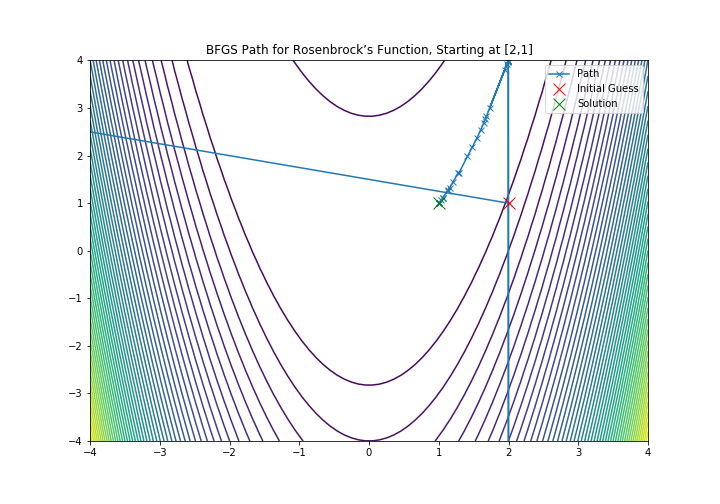 BFGS Path for Rosenbrock’s Function, Starting at [2,1]
Path
Initial Guess
Solution
4
3
2
1
0
−1
−2
−3
−4
−4 −3 −2 −1 0 1 2 3 4